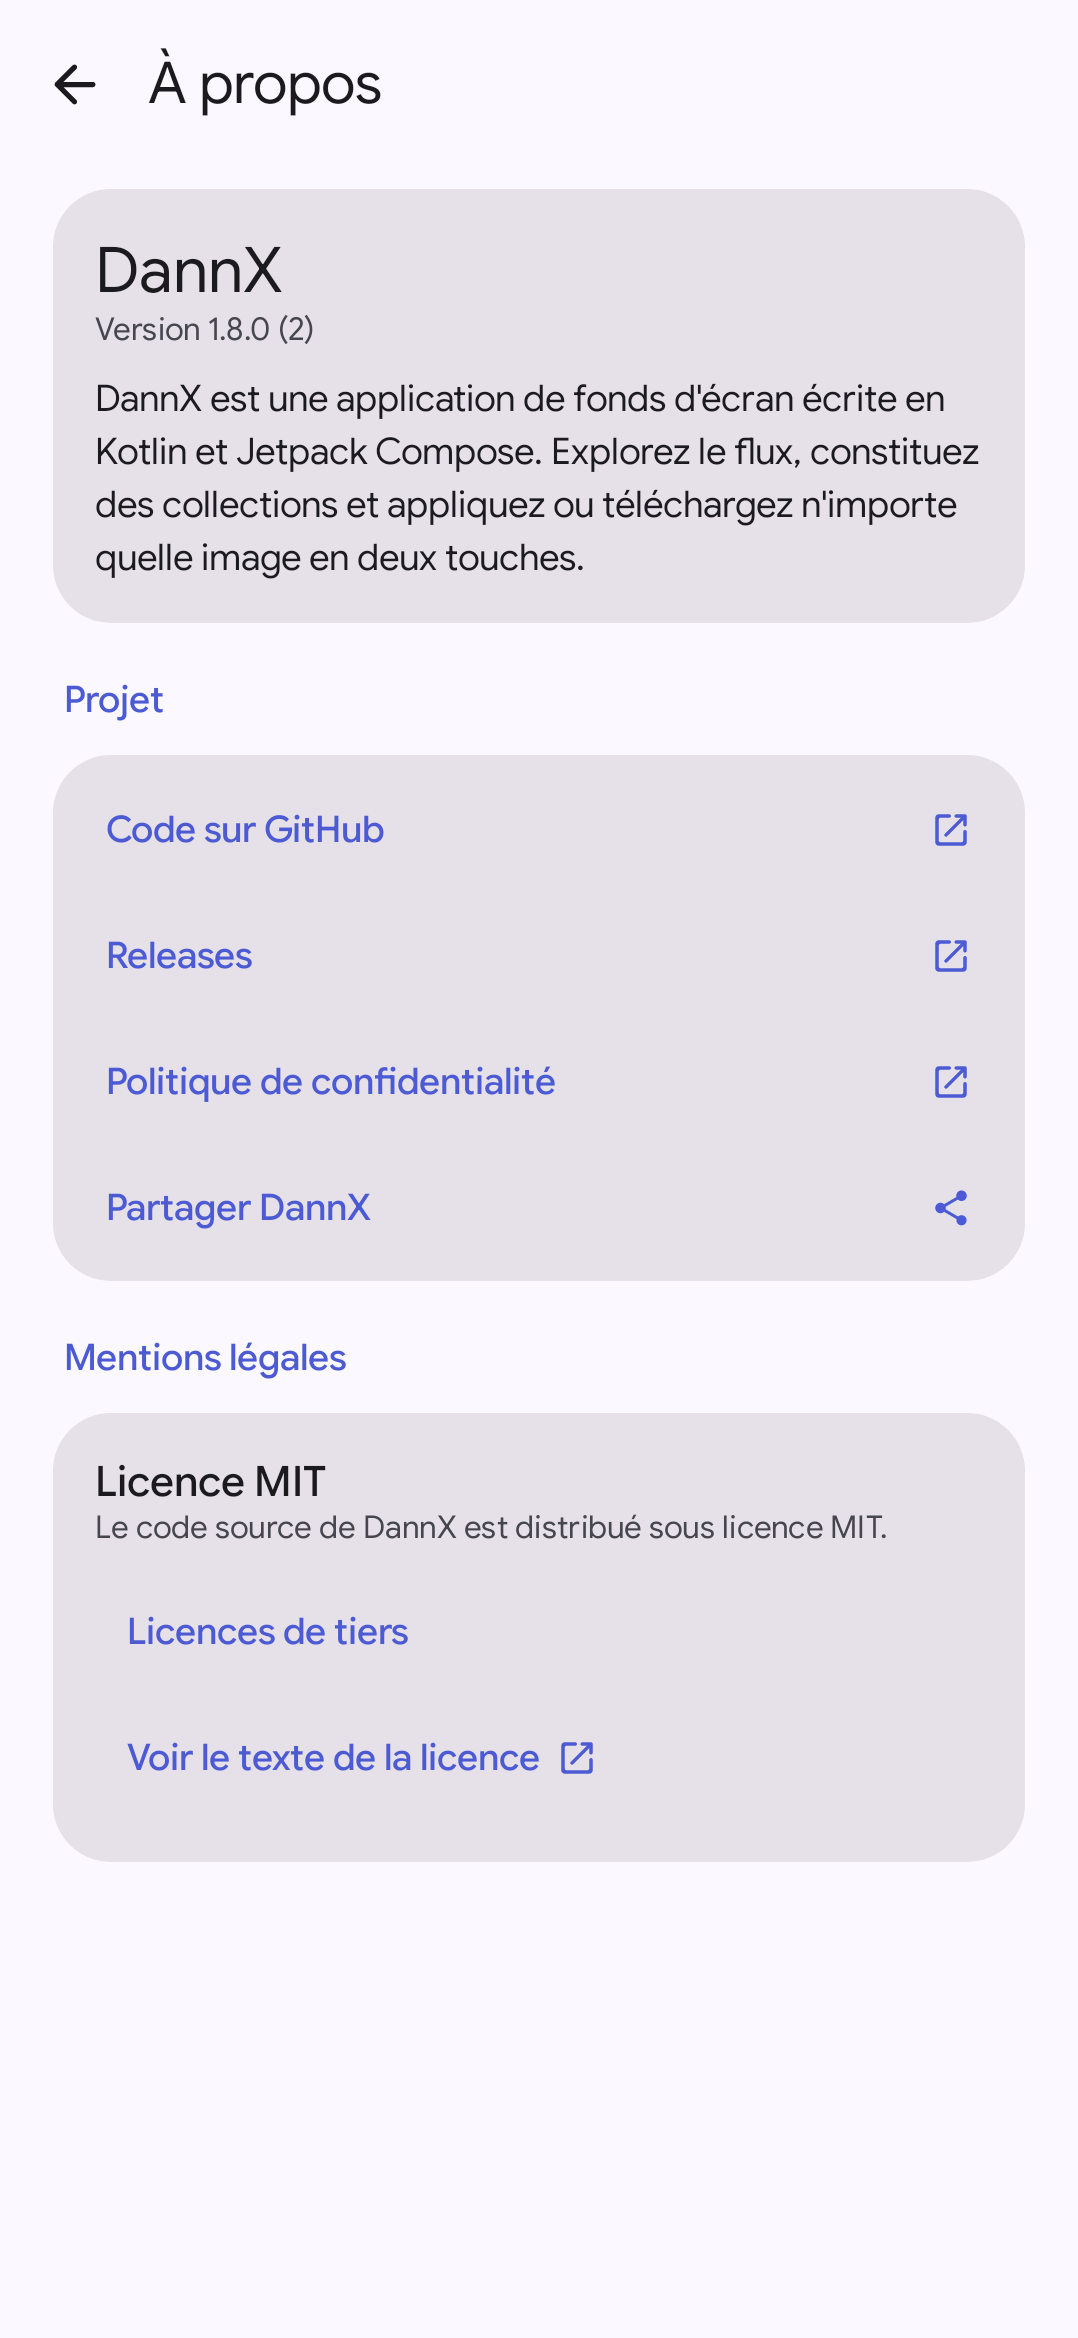 À propos
DannX
Version 1.8.0 (2)
DannX est une application de fonds d'écran écrite en
Kotlin et Jetpack Compose. Explorez le flux, constituez
des collections et appliquez ou téléchargez n'importe
quelle image en deux touches.
Projet
Code sur GitHub
Releases
Politique de confidentialité
Partager DannX
Mentions légales
Licence MIT
Le code source de DannX est distribué sous licence MIT.
Licences de tiers
Voir le texte de la licence